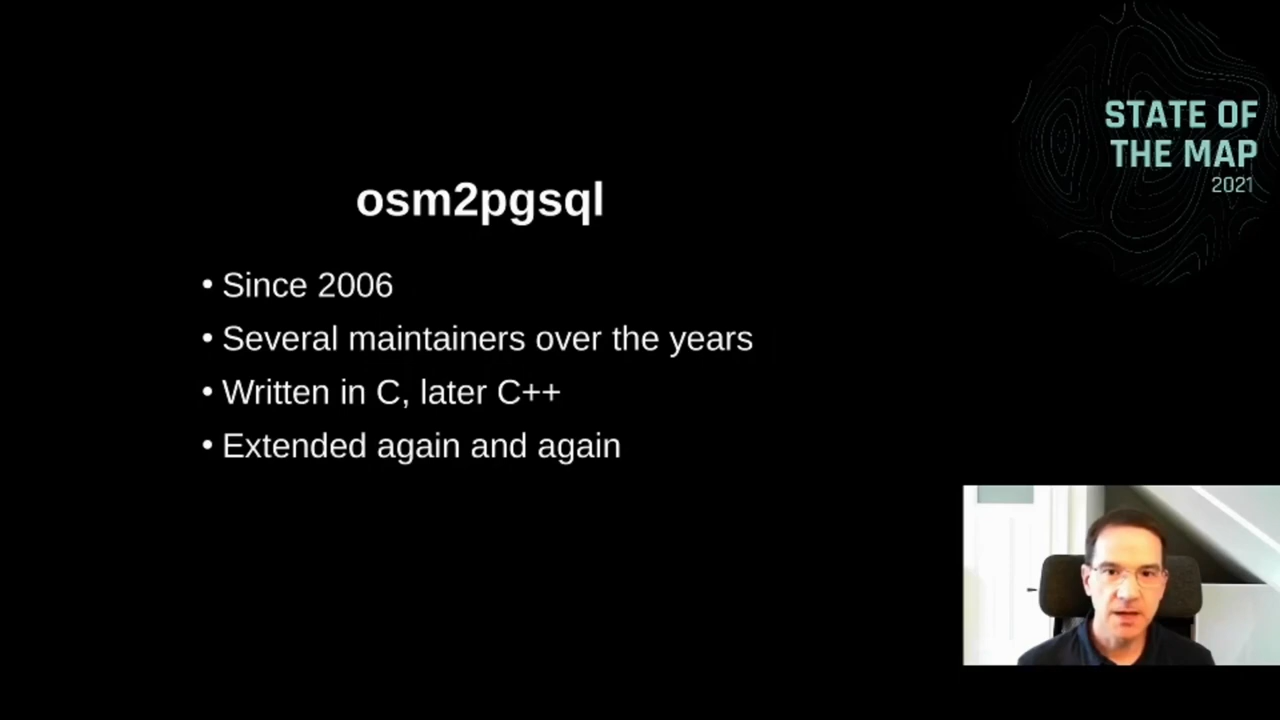 STATE OF
THE MAP
2021
osm2pgsql
• Since 2006
• Several maintainers over the years
• Written in C, later C++
• Extended again and again